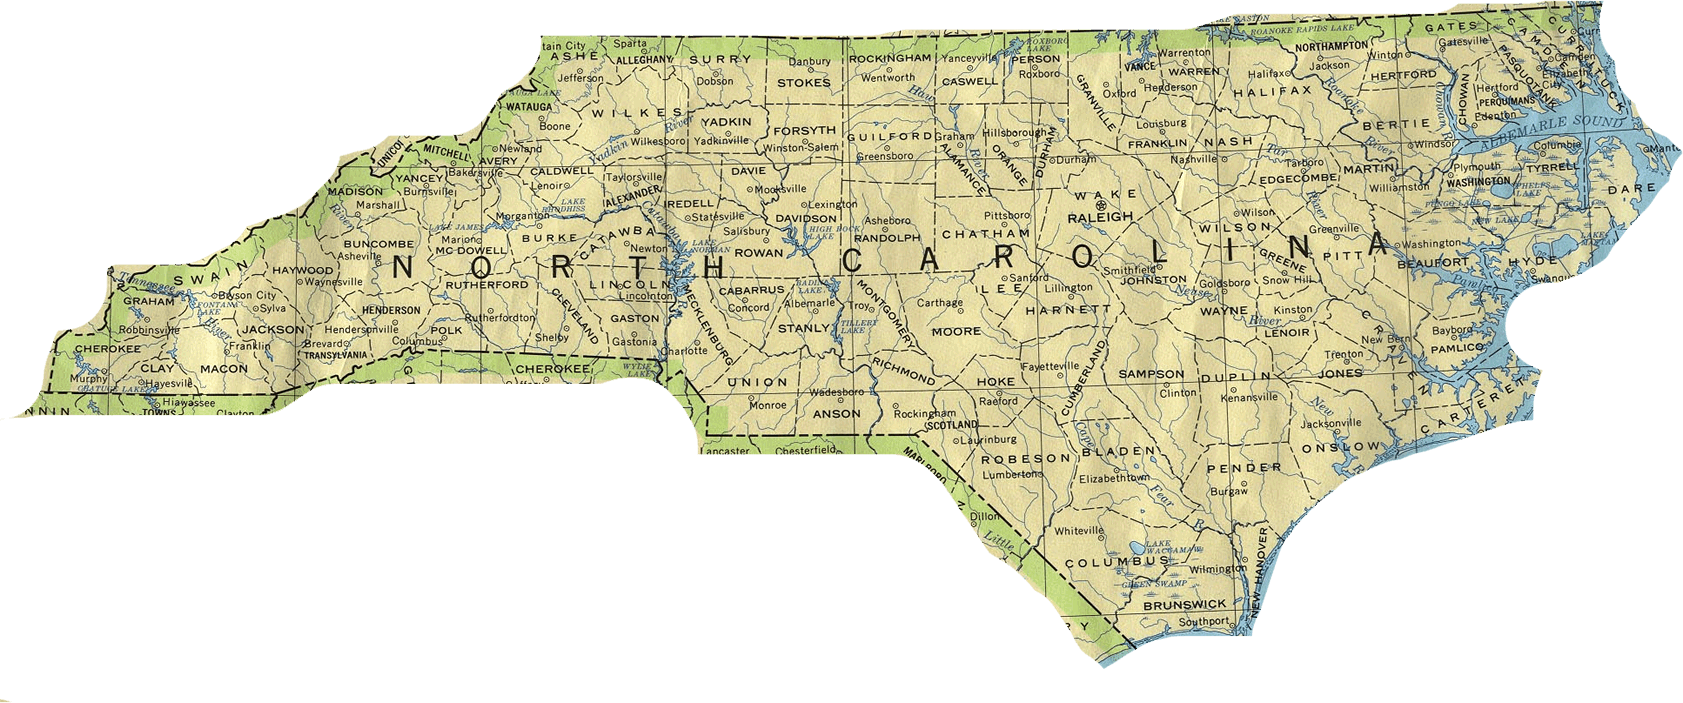 LAKE GASTON
ROANOKE RAPIDS LAKE
tain City
Sparta
ROXBORO
LAKE
NORTHAMPTON
GATES
CAMDEN
CURRITUCK
ASHE
ALLEGHANY
SURRY
Danbury
ROCKINGHAM
Yanceyville
PERSON
Warrenton
Jackson
Winton
Gatesville
PASQUOTANK
Camden
Jefferson
Dobson
STOKES
Wentworth
CASWELL
Roxboro
VANCE
WARREN
Halifax
HERTFORD
CHOWAN
Elizabeth
City
WATAUGA
WILKES
Haw
GRANVILLE
Oxford
Henderson
HALIFAX
Roanoke
Chowan R.
Hertford
PERQUIMANS
Edenton
Boone
YADKIN
FORSYTH
GUILFORD
Graham
Hillsborough
Louisburg
BERTIE
ALBEMARLE SOUND
UNICOI
MITCHELL
Newland
Yadkin
River
Wilkesboro
Yadkinville
Winston-Salem
Greensboro
ALAMANCE
River
ORANGE
DURHAM
Durham
FRANKLIN
NASH
Nashville
Tar
Tarboro
River
Windsor
Columbia
Mant
AVERY
Bakersville
YANCEY
Burnsville
CALDWELL
Lenoir
Taylorsville
ALEXANDER
DAVIE
Mocksville
EDGECOMBE
MARTIN
Williamston
Plymouth
WASHINGTON
TYRRELL
PHELPS
LAKE
DARE
MADISON
Marshall
LAKE
RHODHISS
IREDELL
Statesville
Lexington
DAVIDSON
Asheboro
Pittsboro
WAKE
RALEIGH
Wilson
River
PUNGO LAKE
NEW LAKE
River
Morganton
LAKE JAMES
BURKE
CATAWBA
Catawba
Newton
LAKE
NORMAN
Salisbury
HIGH ROCK
LAKE
RANDOLPH
CHATHAM
WILSON
Greenville
PITT
Washington
BUNCOMBE
Asheville
Marion
MC DOWELL
ROWAN
GREENE
Snow Hill
BEAUFORT
HYDE
NORTH CAROLINA
SWAIN
HAYWOOD
Waynesville
RUTHERFORD
LINCOLN
Lincolnton
CABARRUS
Concord
BADIN
LAKE
Albemarle
MONTGOMERY
Troy
Sanford
LEE
Lillington
Smithfield
JOHNSTON
Neuse
Goldsboro
Pamlico
Tennessee
GRAHAM
Bryson City
FONTANA
LAKE
Sylva
HENDERSON
Rutherfordton
CLEVELAND
GASTON
MECKLENBURG
Carthage
HARNETT
WAYNE
River
Kinston
CRAVEN
Robbinsville
JACKSON
Hendersonville
POLK
Columbus
Shelby
Gastonia
STANLY
TILLERY
LAKE
MOORE
LENOIR
New Bern
Bayboro
PAMLICO
CHEROKEE
Franklin
Brevard
TRANSYLVANIA
Charlotte
Trenton
JONES
Murphy
CLAY
MACON
CHEROKEE
WYLIE
LAKE
RICHMOND
Fayetteville
CUMBERLAND
CHATUGE LAKE
Hayesville
UNION
Wadesboro
HOKE
Raeford
SAMPSON
Clinton
DUPLIN
Kenansville
CARTERET
Hiawassee
TOWNS
Clayton
Monroe
ANSON
Rockingham
SCOTLAND
New
Jacksonville
Laurinburg
Cape
ONSLOW
Lancaster
Chesterfield
MARLBORO
ROBESON
BLADEN
Lumberton
Elizabethtown
PENDER
Fear
Burgaw
R.
Dillon
Little
Whiteville
LAKE
WACCAMAW
COLUMBUS
Wilmington
NEW HANOVER
GREEN SWAMP
BRUNSWICK
Southport